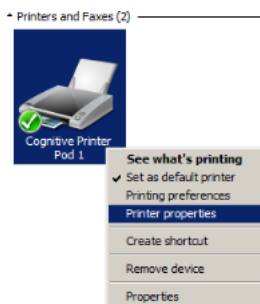 Printers and Faxes (2)
Cognitive Printer
Pod 1
See what's printing
Set as default printer
Printing preferences
Printer properties
Create shortcut
Remove device
Properties